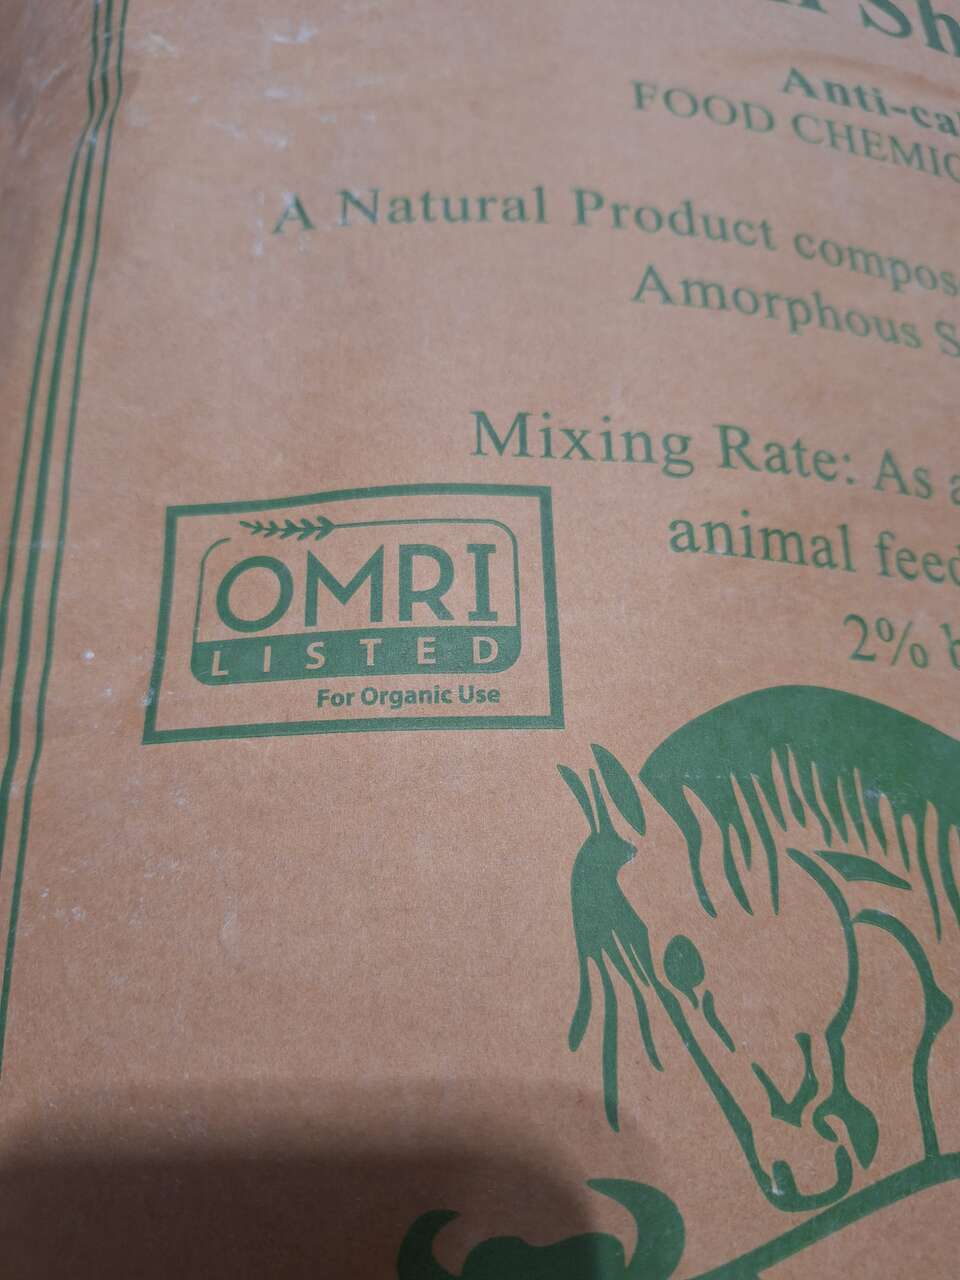 Anti-ca
FOOD CHEMIC
A Natural Product compos
Amorphous S
Mixing Rate: As a
animal feed
2% b
OMRI
LISTED
For Organic Use